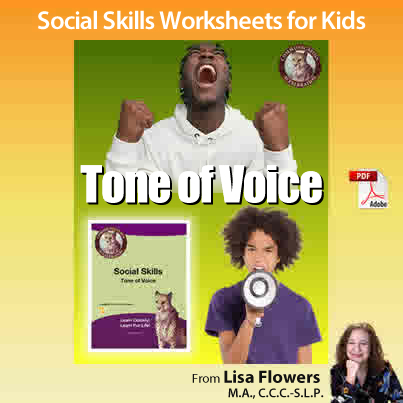 Social Skills Worksheets for Kids
Tone of Voice
PDF
Adobe
Social Skills
Tone of Voice
Learn Quickly.
Learn For Life!
From Lisa Flowers
M.A., C.C.C.-S.L.P.